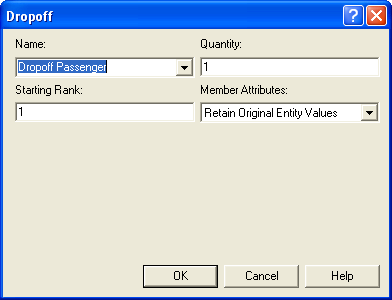 Dropoff
Name: Quantity:
Dropoff Passenger 1
Starting Rank: Member Attributes:
1 Retain Original Entity Values
OK Cancel Help